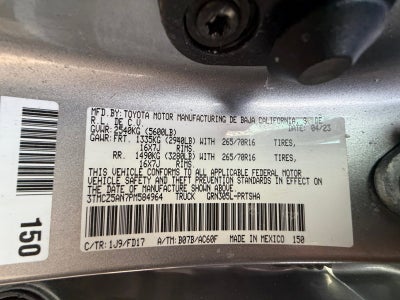 MFD.BY:TOYOTA MOTOR MANUFACTURING DE BAJA CALIFORNIA, S DE
R.L. DE C.V. DATE: 04/23
GVWR: 2540KG (5600LB)
GAWR:FRT. 1335KG (2940LB) WITH 265/70R16 TIRES,
16X7J RIMS
RR. 1490KG (3280LB) WITH 265/70R16 TIRES,
16X7J RIMS
THIS VEHICLE CONFORMS TO ALL APPLICABLE FEDERAL MOTOR
VEHICLE SAFETY AND THEFT PREVENTION STANDARDS IN EFFECT
ON THE DATE OF MANUFACTURE SHOWN ABOVE.
3TMCZ5AN7PM584964 TRUCK GRN305L-PRTSHA
C/TR: 1J9/FD17 A/TM: B07B/AC60F MADE IN MEXICO 150
150